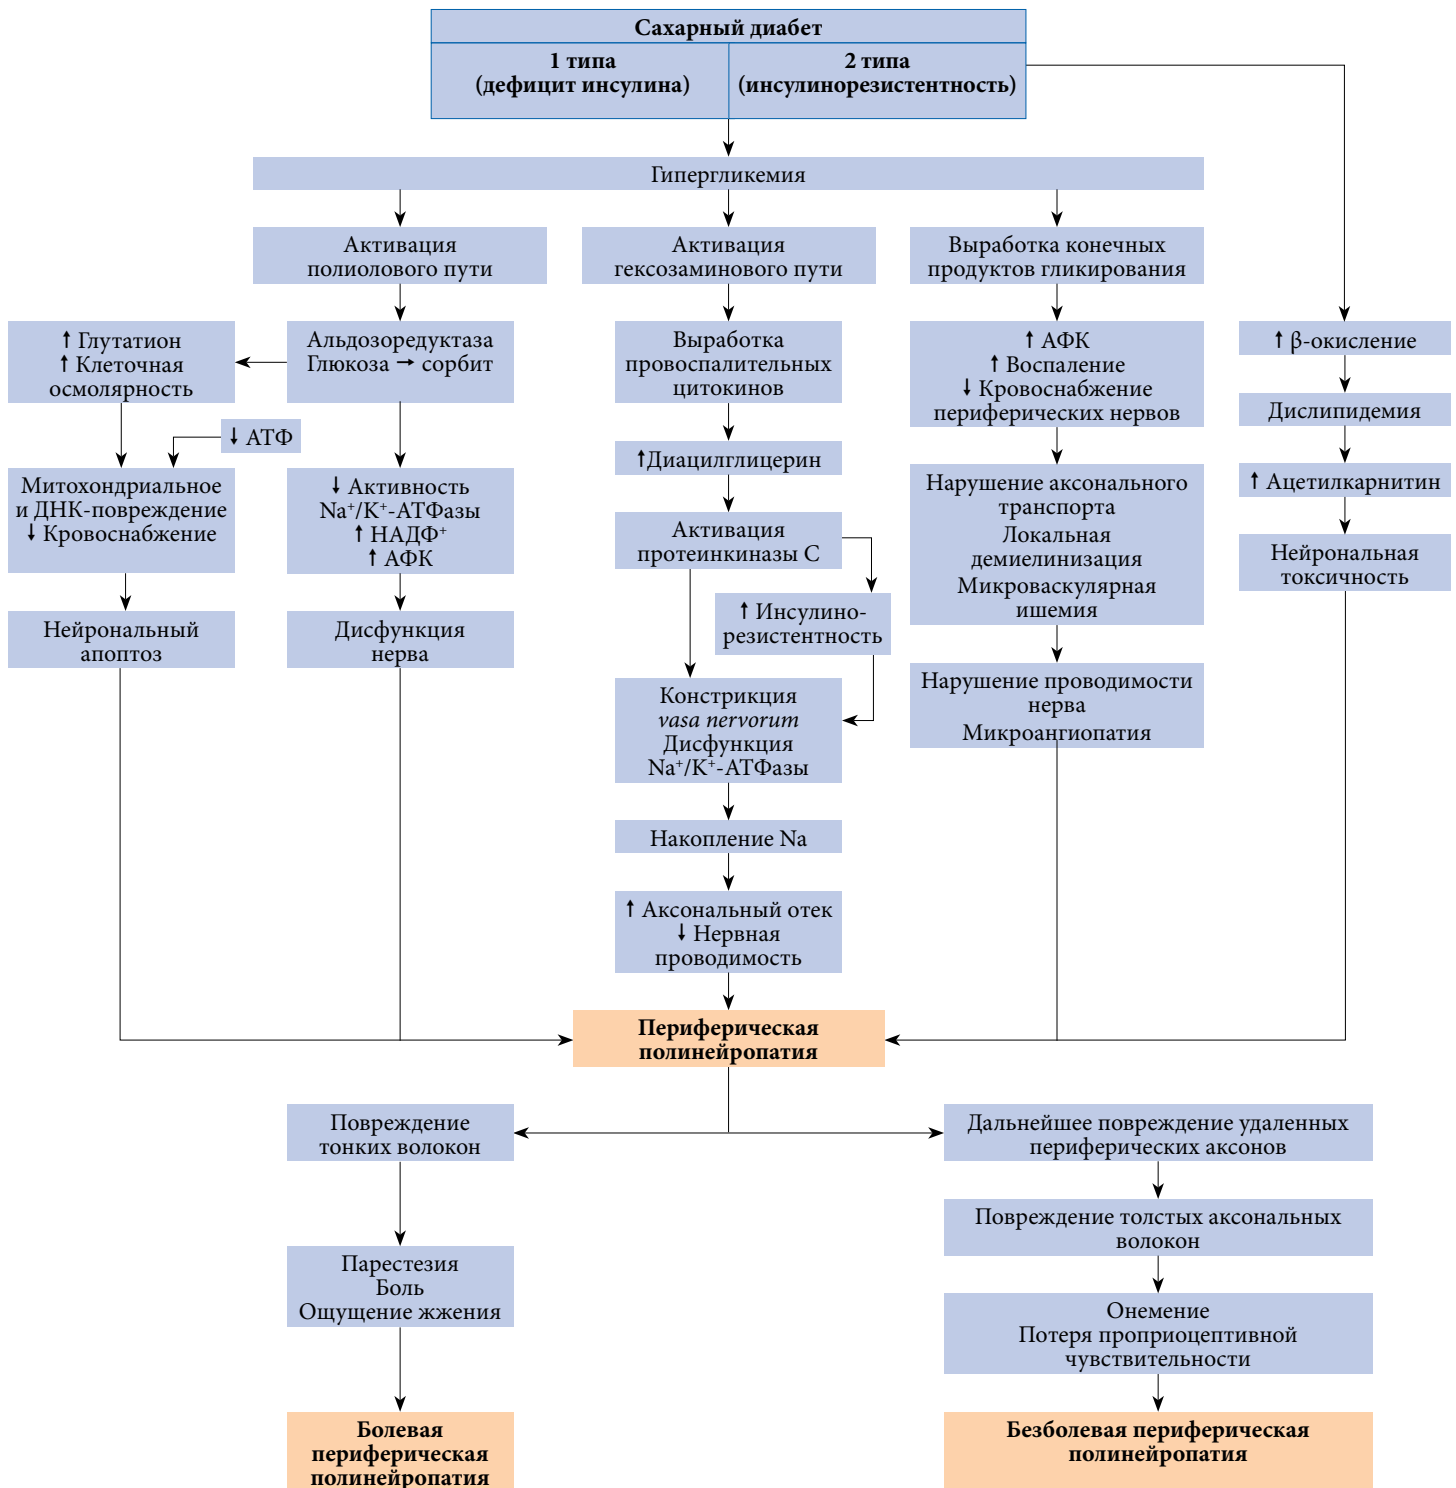 Сахарный диабет
1 типа
(дефицит инсулина)
2 типа
(инсулинорезистентность)
Гипергликемия
Активация
полиолового пути
Активация
гексозаминового пути
Выработка конечных
продуктов гликирования
↑ Глутатион
↑ Клеточная
осмолярность
Альдозоредуктаза
Глюкоза → сорбит
Выработка
провоспалительных
цитокинов
↑ АФК
↑ Воспаление
↓ Кровоснабжение
периферических нервов
↑ β-окисление
Дислипидемия
↓ АТФ
↑Диацилглицерин
Митохондриальное
и ДНК-повреждение
↓ Кровоснабжение
↓ Активность
Na⁺/K⁺-АТФазы
↑ НАДФ⁺
↑ АФК
Активация
протеинкиназы С
Нарушение аксонального
транспорта
Локальная
демиелинизация
Микроваскулярная
ишемия
↑ Ацетилкарнитин
Нейрональная
токсичность
↑ Инсулино-
резистентность
Нейрональный
апоптоз
Дисфункция
нерва
Констрикция
vasa nervorum
Дисфункция
Na⁺/K⁺-АТФазы
Нарушение проводимости
нерва
Микроангиопатия
Накопление Na
↑ Аксональный отек
↓ Нервная
проводимость
Периферическая
полинейропатия
Повреждение
тонких волокон
Дальнейшее повреждение удаленных
периферических аксонов
Повреждение толстых аксональных
волокон
Парестезия
Боль
Ощущение жжения
Онемение
Потеря проприоцептивной
чувствительности
Болевая
периферическая
полинейропатия
Безболевая периферическая
полинейропатия